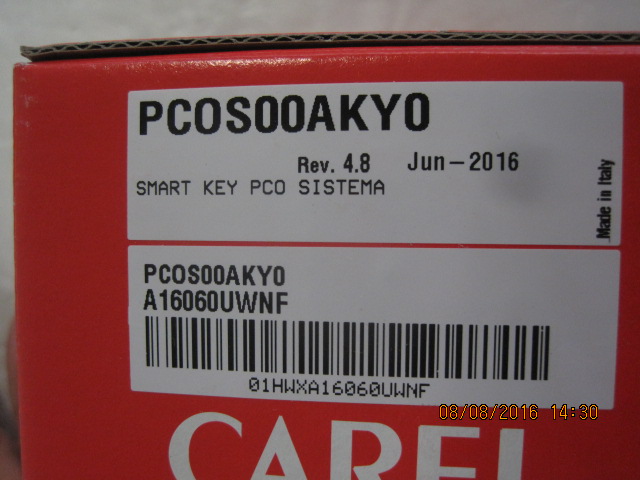 PCOS00AKY0
Rev. 4.8 Jun-2016
SMART KEY PCO SISTEMA
Made in Italy
PCOS00AKY0
A16060UWNF
01HWXA16060UWNF
08/08/2016 14:30
CAREL